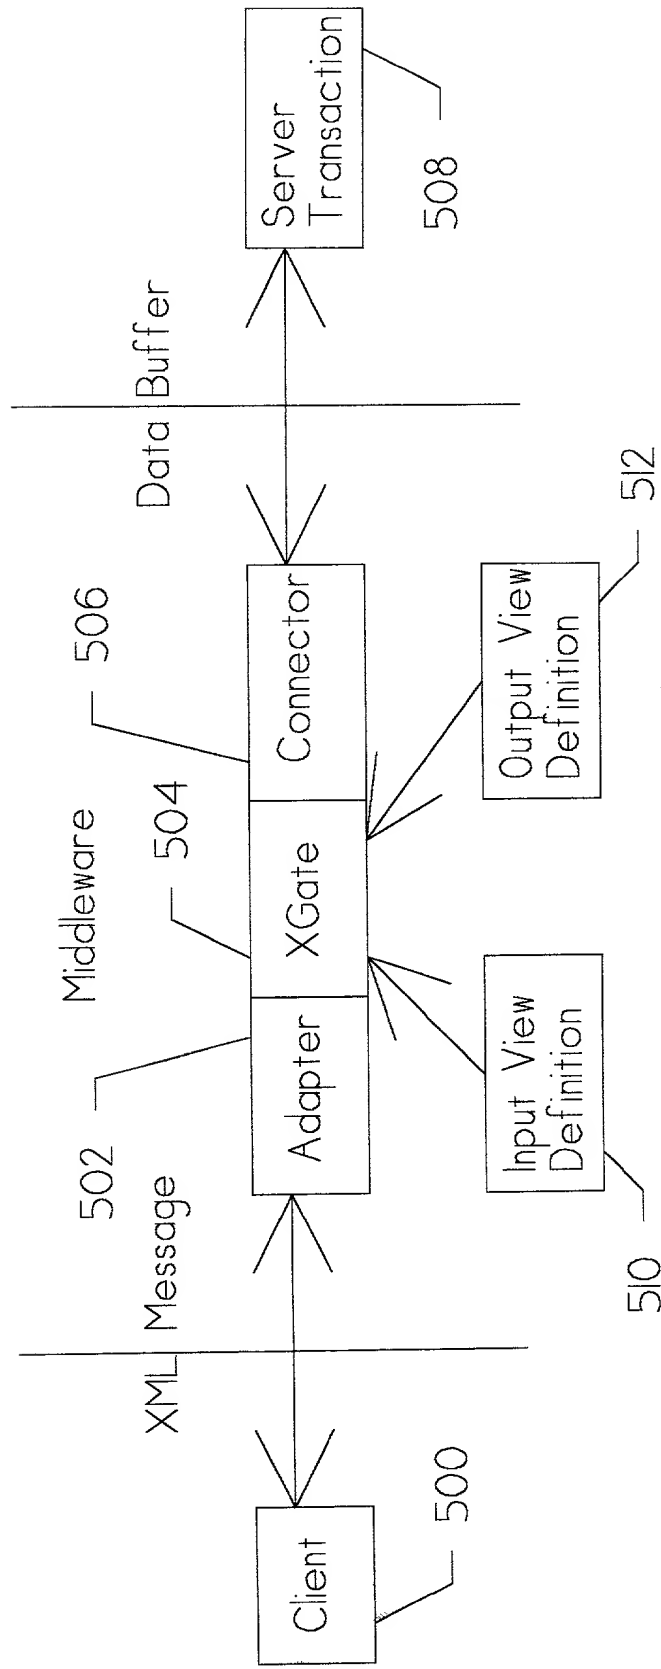 Middleware
XML Message
Data Buffer
502
504
506
Client
Adapter
XGate
Connector
Server
Transaction
500
508
Input View
Definition
Output View
Definition
510
512